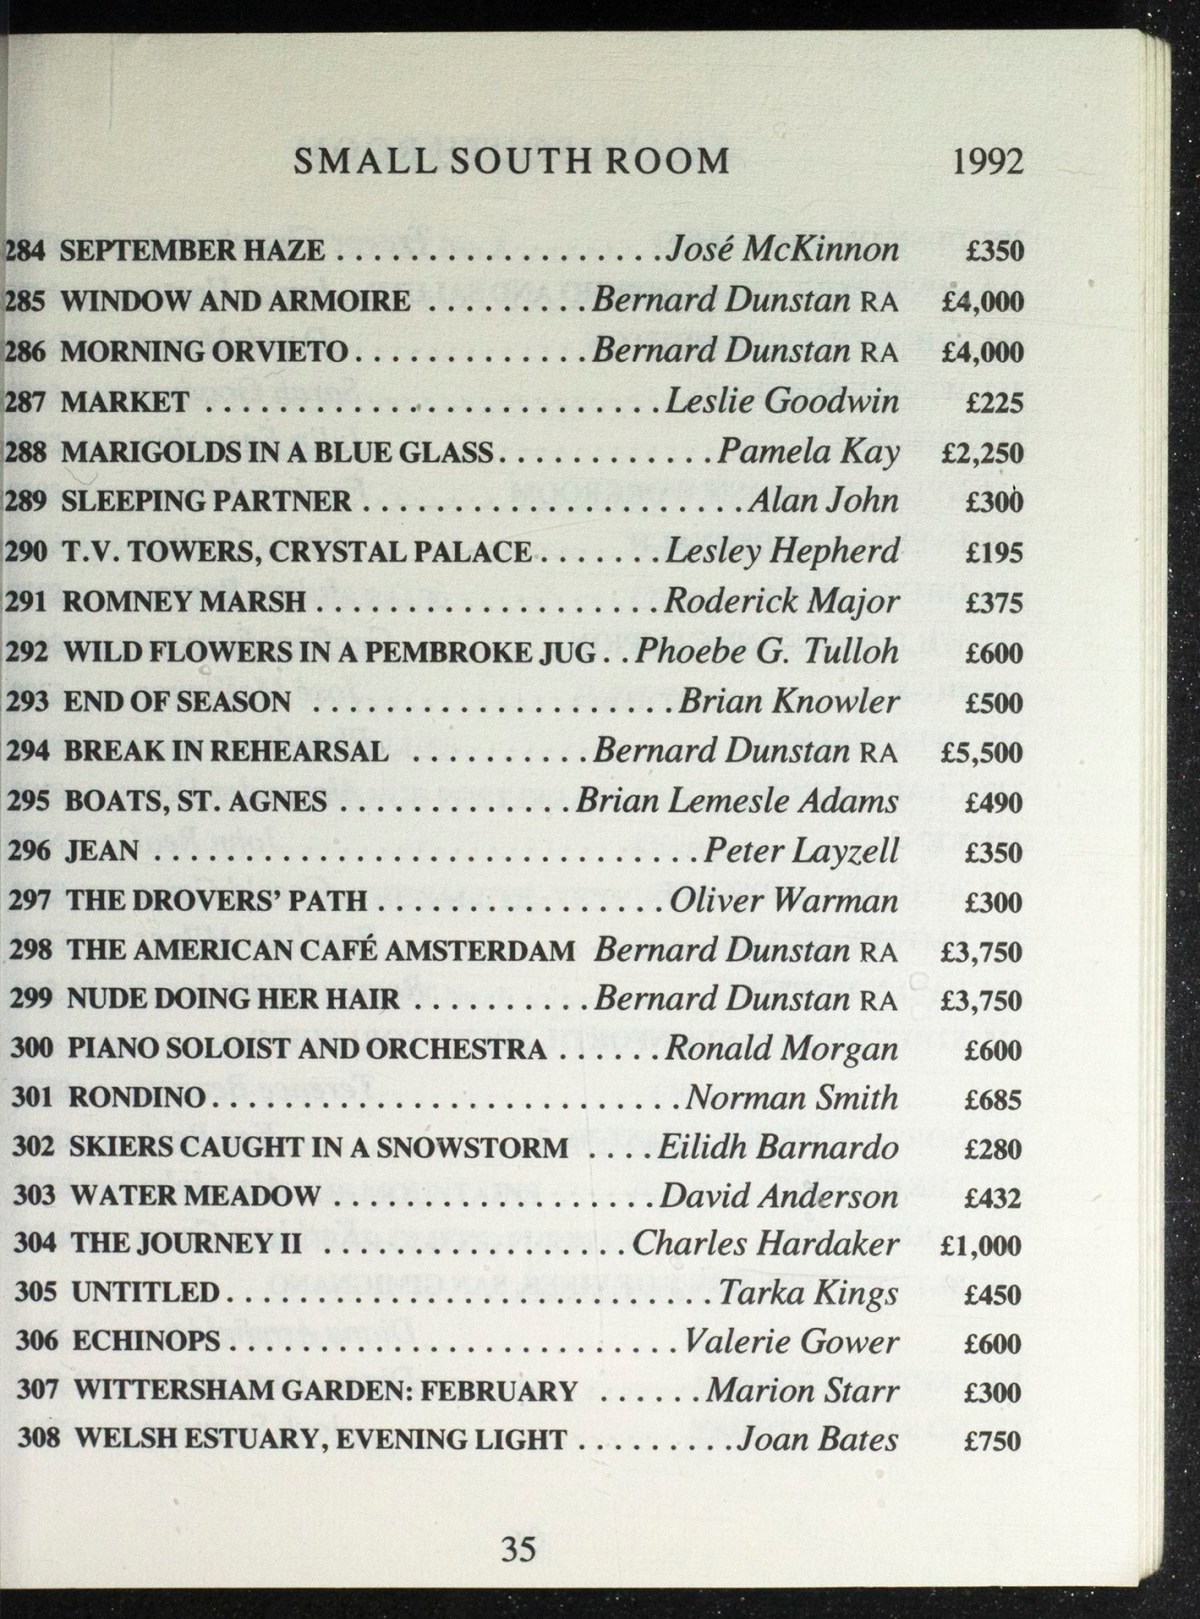 SMALL SOUTH ROOM 1992
284 SEPTEMBER HAZE . . . . . . . . . . . . . . . . . . José McKinnon £350
285 WINDOW AND ARMOIRE . . . . . . . . . Bernard Dunstan RA £4,000
286 MORNING ORVIETO . . . . . . . . . . . . . Bernard Dunstan RA £4,000
287 MARKET . . . . . . . . . . . . . . . . . . . . . . . . . Leslie Goodwin £225
288 MARIGOLDS IN A BLUE GLASS . . . . . . . . . . . . Pamela Kay £2,250
289 SLEEPING PARTNER . . . . . . . . . . . . . . . . . . . . . Alan John £300
290 T.V. TOWERS, CRYSTAL PALACE . . . . . . . Lesley Hepherd £195
291 ROMNEY MARSH . . . . . . . . . . . . . . . . . . . Roderick Major £375
292 WILD FLOWERS IN A PEMBROKE JUG . . Phoebe G. Tulloh £600
293 END OF SEASON . . . . . . . . . . . . . . . . . . . . Brian Knowler £500
294 BREAK IN REHEARSAL . . . . . . . . . . Bernard Dunstan RA £5,500
295 BOATS, ST. AGNES . . . . . . . . . . . . . Brian Lemesle Adams £490
296 JEAN . . . . . . . . . . . . . . . . . . . . . . . . . . . . . . Peter Layzell £350
297 THE DROVERS' PATH . . . . . . . . . . . . . . . . Oliver Warman £300
298 THE AMERICAN CAFÉ AMSTERDAM Bernard Dunstan RA £3,750
299 NUDE DOING HER HAIR . . . . . . . . . . Bernard Dunstan RA £3,750
300 PIANO SOLOIST AND ORCHESTRA . . . . . . Ronald Morgan £600
301 RONDINO . . . . . . . . . . . . . . . . . . . . . . . . . . Norman Smith £685
302 SKIERS CAUGHT IN A SNOWSTORM . . . . Eilidh Barnardo £280
303 WATER MEADOW . . . . . . . . . . . . . . . . . . David Anderson £432
304 THE JOURNEY II . . . . . . . . . . . . . . . . . Charles Hardaker £1,000
305 UNTITLED . . . . . . . . . . . . . . . . . . . . . . . . . . . Tarka Kings £450
306 ECHINOPS . . . . . . . . . . . . . . . . . . . . . . . . . Valerie Gower £600
307 WITTERSHAM GARDEN: FEBRUARY . . . . . . Marion Starr £300
308 WELSH ESTUARY, EVENING LIGHT . . . . . . . . . Joan Bates £750
35